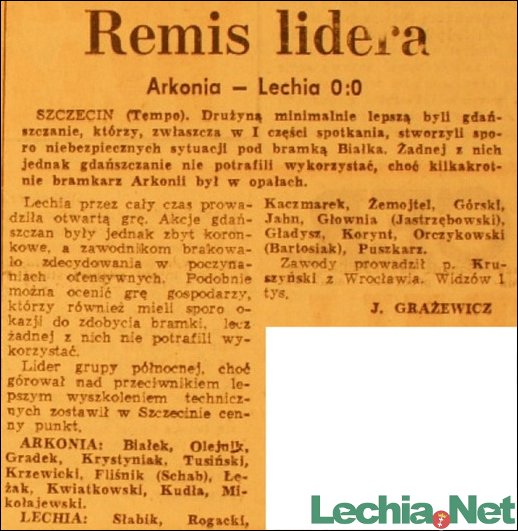 Remis lidera
Arkonia — Lechia 0:0
SZCZECIN (Tempo). Drużyną minimalnie lepszą byli gdań-
szczanie, którzy, zwłaszcza w I części spotkania, stworzyli spo-
ro niebezpiecznych sytuacji pod bramką Białka. Żadnej z nich
jednak gdańszczanie nie potrafili wykorzystać, choć kilkakrot-
nie bramkarz Arkonii był w opałach.
Lechia przez cały czas prowa-
dziła otwartą grę. Akcje gdań-
szczan były jednak zbyt koron-
kowe, a zawodnikom brakowa-
ło zdecydowania w poczyna-
niach ofensywnych. Podobnie
można ocenić grę gospodarzy,
którzy również mieli sporo o-
kazji do zdobycia bramki, lecz
żadnej z nich nie potrafili wy-
korzystać.
Lider grupy północnej, choć
górował nad przeciwnikiem le-
pszym wyszkoleniem technicz-
nych zostawił w Szczecinie cen-
ny punkt.
ARKONIA: Białek, Olejnik,
Gradek, Krystyniak, Tusiński,
Krzewicki, Fliśnik (Schab), Łę-
żak, Kwiatkowski, Kudła, Mi-
kołajewski.
LECHIA: Słabik, Rogacki,
Kaczmarek, Żemojtel, Górski,
Jahn, Głownia (Jastrzębowski),
Gładysz, Korynt, Orczykowski
(Bartosiak), Puszkarz.
Zawody prowadził p. Kru-
szyński z Wrocławia. Widzów 1
tys.
J. GRAŻEWICZ
Lechia.Net